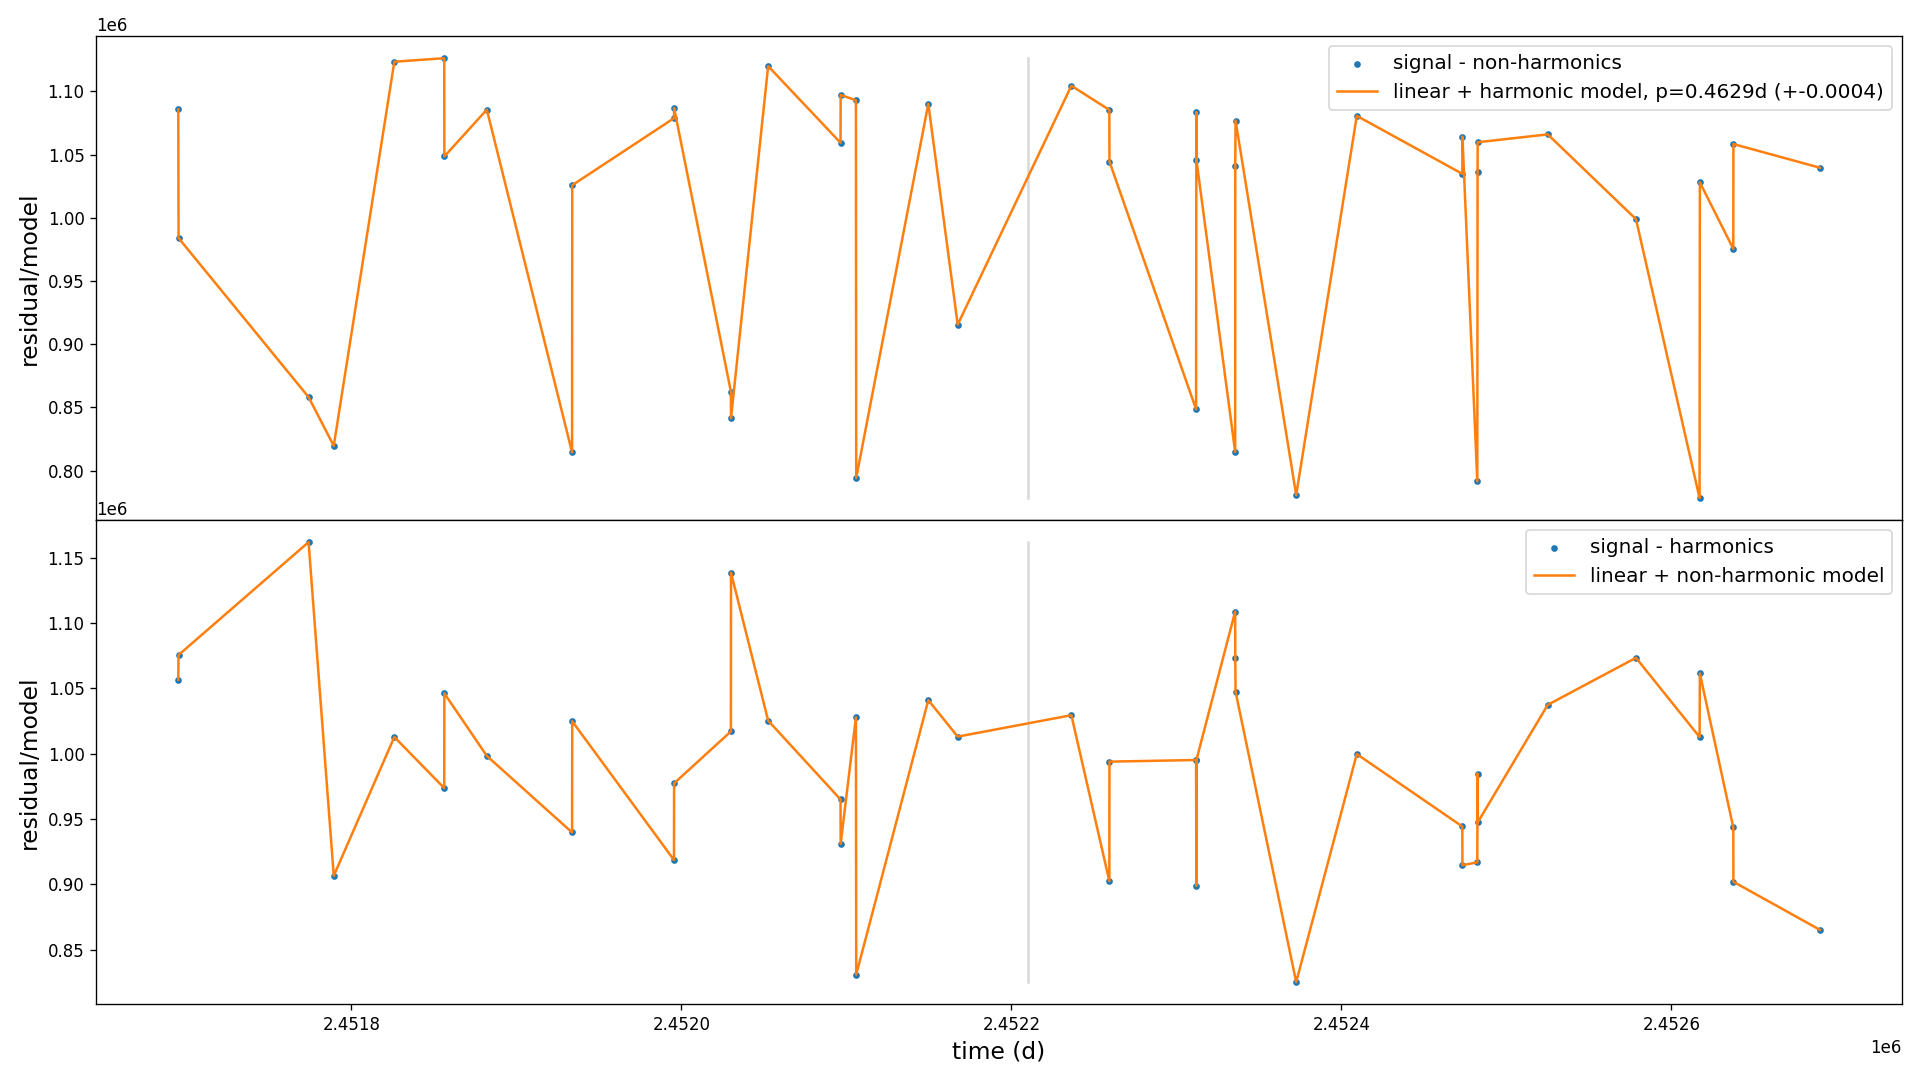 1e6
signal - non-harmonics
linear + harmonic model, p=0.4629d (+-0.0004)
1.10
1.05
1.00
0.95
0.90
0.85
0.80
residual/model
1e6
signal - harmonics
linear + non-harmonic model
1.15
1.10
1.05
1.00
0.95
0.90
0.85
residual/model
2.4518 2.4520 2.4522 2.4524 2.4526
time (d)
1e6